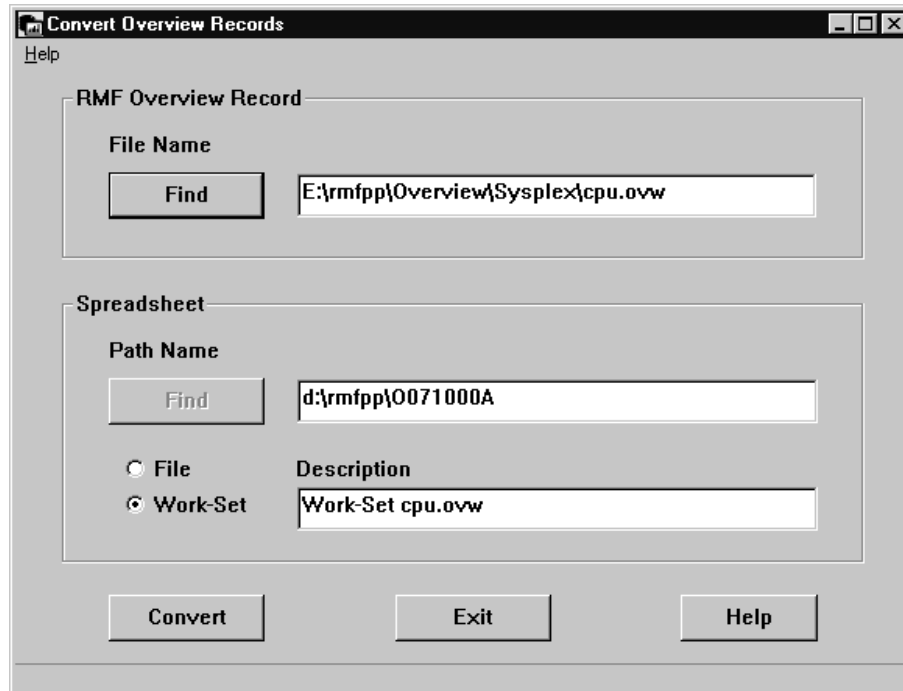 Convert Overview Records
Help
RMF Overview Record
File Name
Find
E:\rmfpp\Overview\Sysplex\cpu.ovw
Spreadsheet
Path Name
Find
d:\rmfpp\O071000A
File
Description
Work-Set
Work-Set cpu.ovw
Convert
Exit
Help